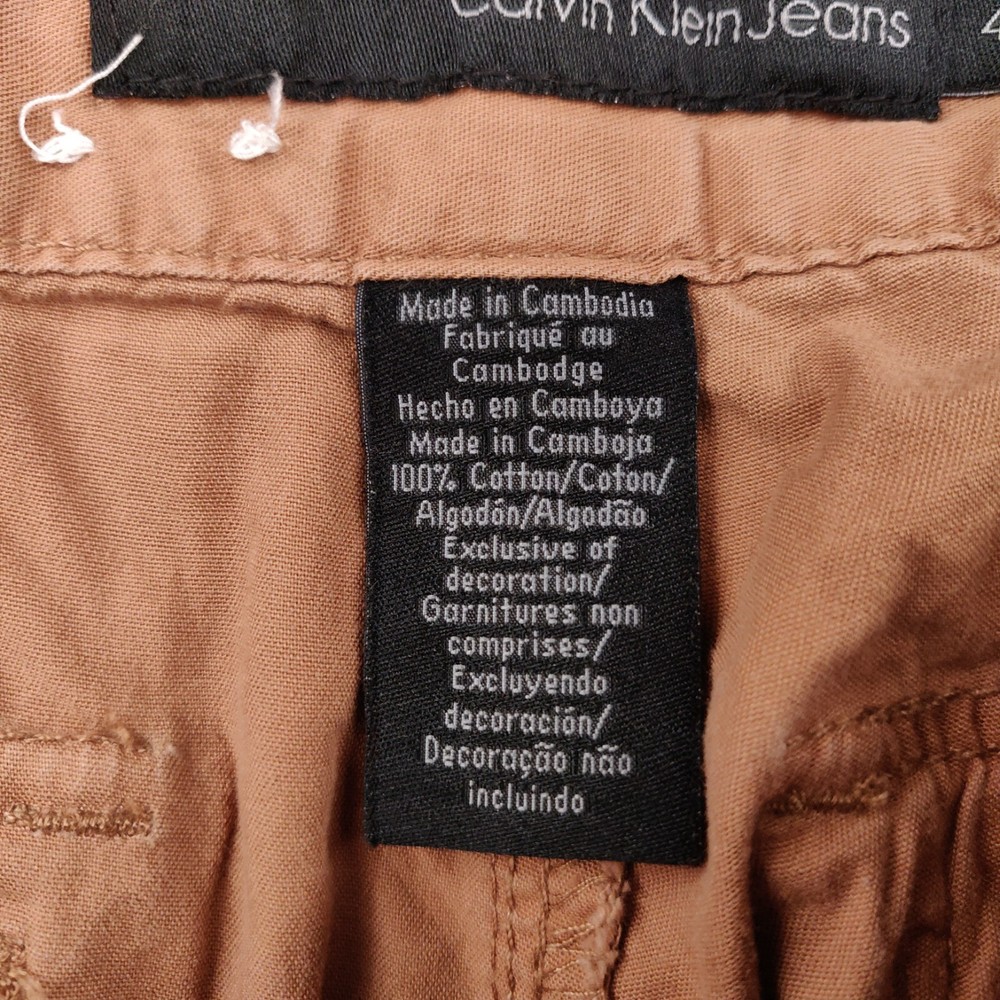 Calvin Klein Jeans
Made in Cambodia
Fabriqué au
Cambodge
Hecho en Camboya
Made in Camboja
100% Cotton/Coton/
Algodón/Algodão
Exclusive of
decoration/
Garnitures non
comprises/
Excluyendo
decoración/
Decoração não
incluindo